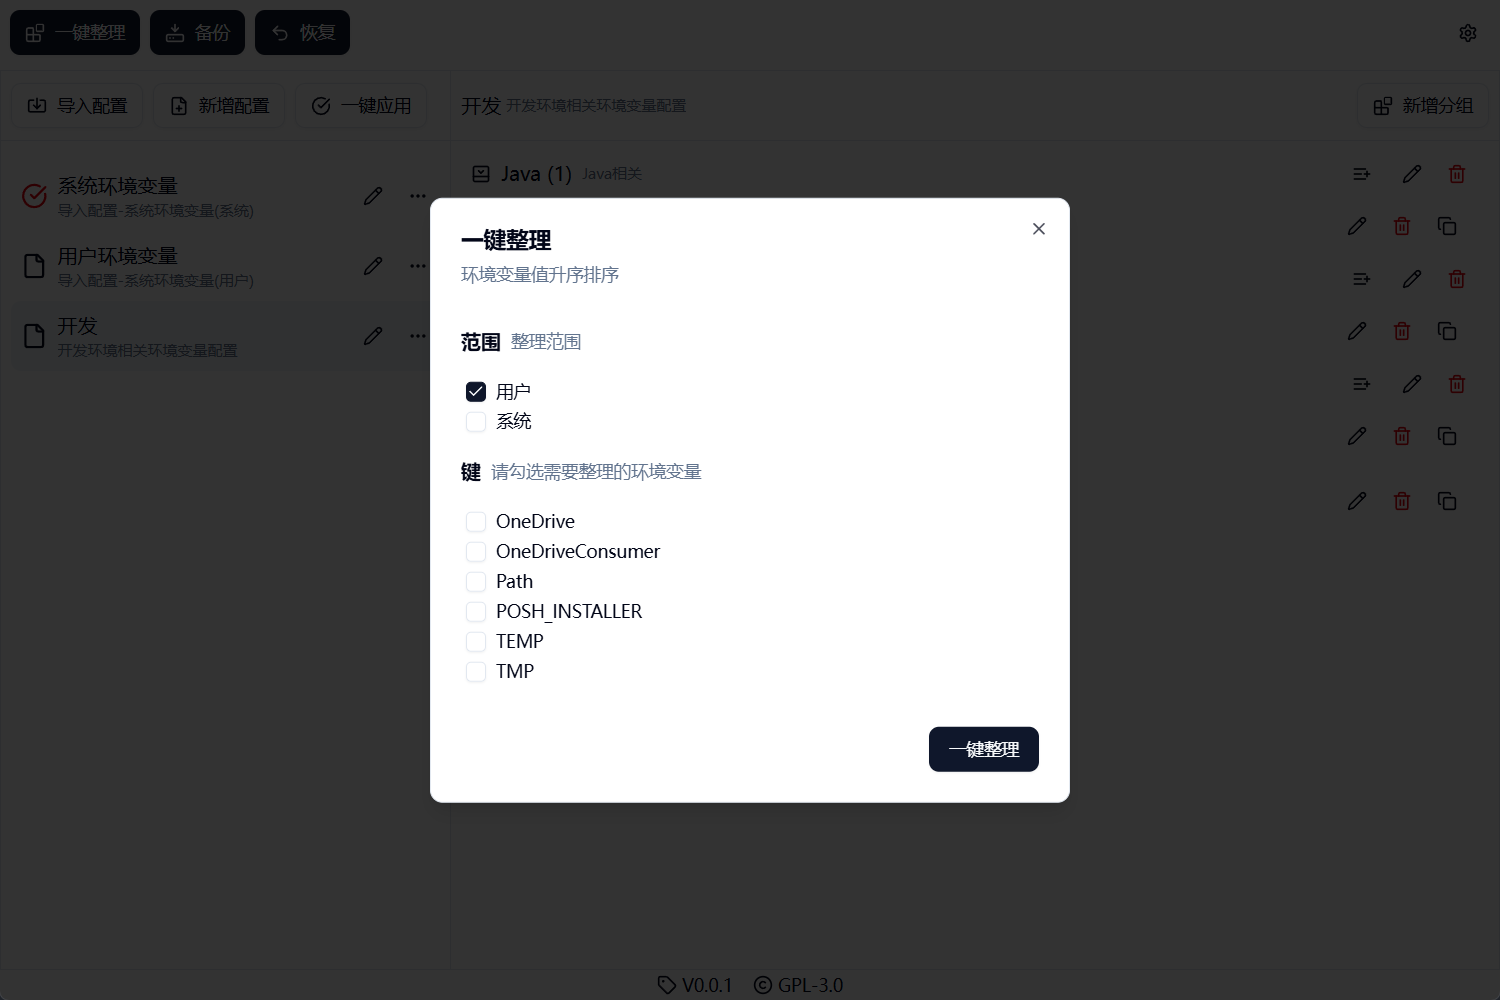 一键整理 备份 恢复
导入配置 新增配置 一键应用
开发 开发环境相关环境变量配置 新增分组
系统环境变量
导入配置-系统环境变量(系统)
用户环境变量
导入配置-系统环境变量(用户)
开发
开发环境相关环境变量配置
Java (1) Java相关
一键整理
环境变量值升序排序
范围 整理范围
用户
系统
键 请勾选需要整理的环境变量
OneDrive
OneDriveConsumer
Path
POSH_INSTALLER
TEMP
TMP
一键整理
V0.0.1 GPL-3.0